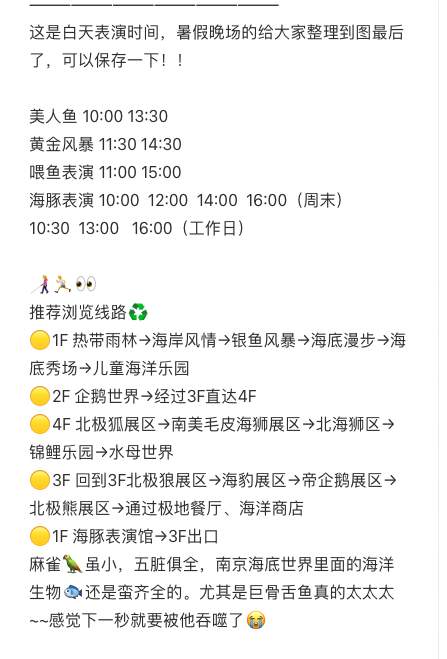 这是白天表演时间，暑假晚场的给大家整理到图最后
了，可以保存一下！！
美人鱼 10:00 13:30
黄金风暴 11:30 14:30
喂鱼表演 11:00 15:00
海豚表演 10:00 12:00 14:00 16:00（周末）
10:30 13:00 16:00（工作日）
👩‍🦯🏃👀
推荐浏览线路♻️
🟡1F 热带雨林→海岸风情→银鱼风暴→海底漫步→海
底秀场→儿童海洋乐园
🟡2F 企鹅世界→经过3F直达4F
🟡4F 北极狐展区→南美毛皮海狮展区→北海狮区→
锦鲤乐园→水母世界
🟡3F 回到3F北极狼展区→海豹展区→帝企鹅展区→
北极熊展区→通过极地餐厅、海洋商店
🟡1F 海豚表演馆→3F出口
麻雀🦜虽小，五脏俱全，南京海底世界里面的海洋
生物🐟还是蛮齐全的。尤其是巨骨舌鱼真的太太太
~~感觉下一秒就要被他吞噬了😭